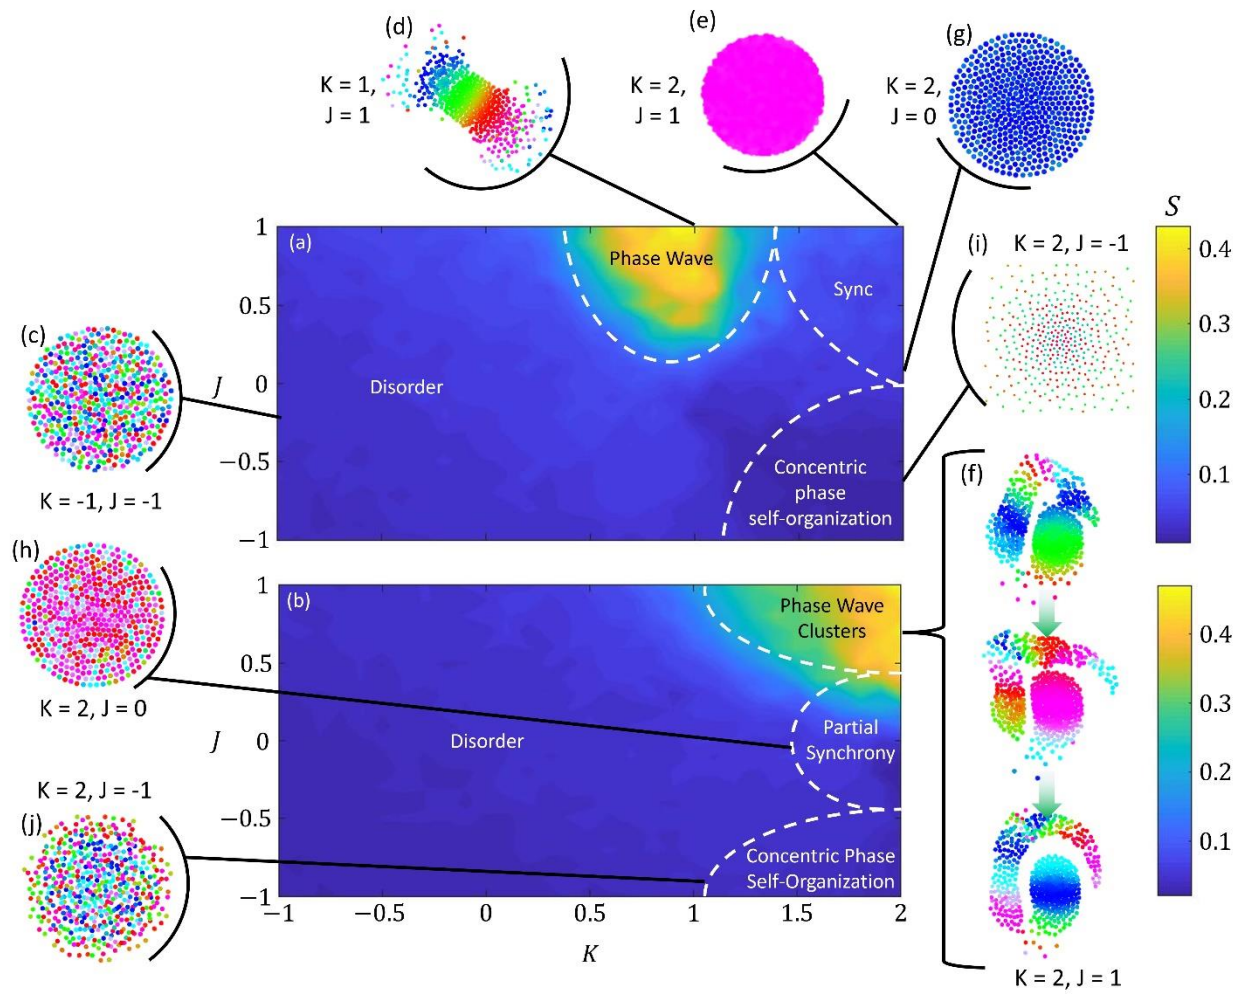 (d)
K = 1,
J = 1
(e)
K = 2,
J = 1
(g)
K = 2,
J = 0
S
0.4
0.3
0.2
0.1
(i)
K = 2, J = -1
(a)
1
0.5
0
−0.5
−1
J
Phase Wave
Sync
Disorder
Concentric
phase
self-organization
(c)
K = -1, J = -1
(h)
K = 2, J = 0
(f)
K = 2, J = 1
(b)
1
0.5
0
−0.5
−1
J
Phase Wave
Clusters
Partial
Synchrony
Disorder
Concentric Phase
Self-Organization
0.4
0.3
0.2
0.1
K = 2, J = -1
(j)
−1
−0.5
0
0.5
1
1.5
2
K